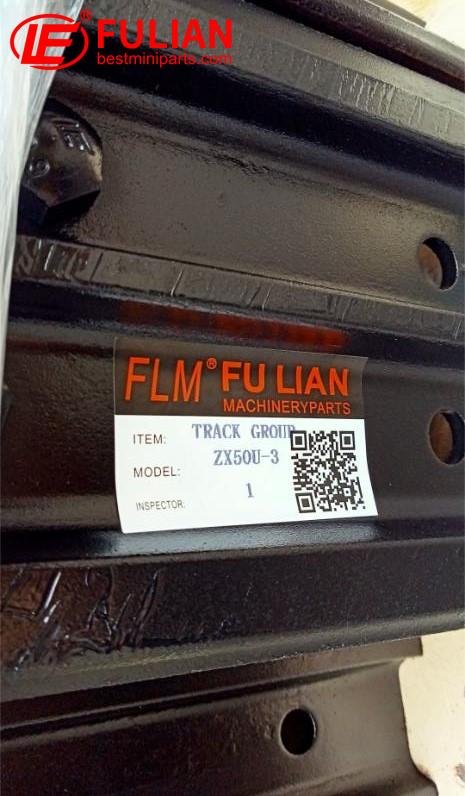 FULIAN®
bestminiparts.com
FLM® FU LIAN
MACHINERYPARTS
ITEM: TRACK GROUP
MODEL: ZX50U-3
INSPECTOR: 1